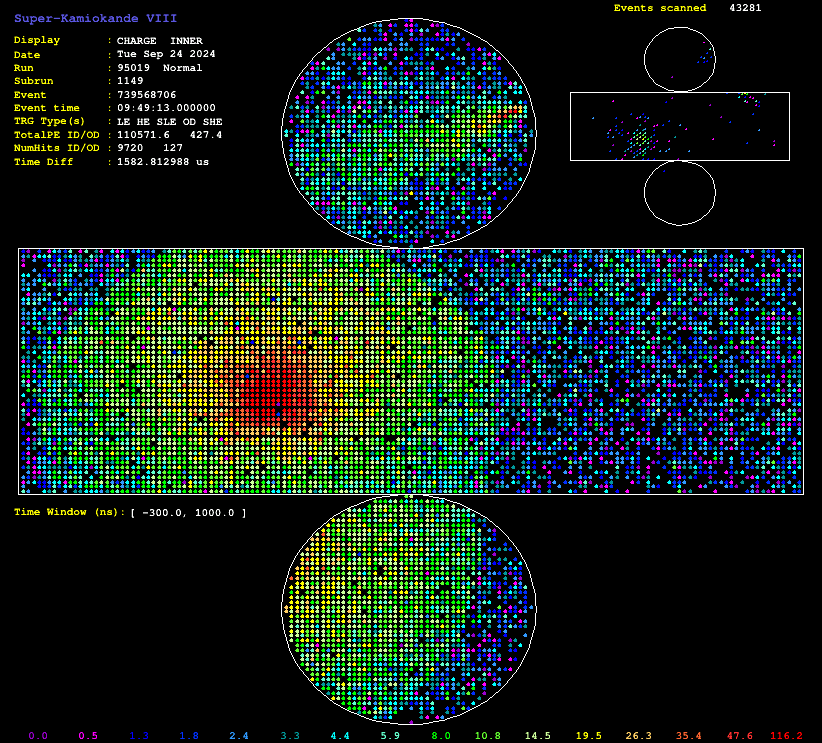 Super-Kamiokande VIII
Events scanned 43281
Display : CHARGE INNER
Date : Tue Sep 24 2024
Run : 95019 Normal
Subrun : 1149
Event : 739568706
Event time : 09:49:13.000000
TRG Type(s) : LE HE SLE OD SHE
TotalPE ID/OD : 110571.6 427.4
NumHits ID/OD : 9720 127
Time Diff : 1582.812988 us
Time Window (ns): [ -300.0, 1000.0 ]
0.0 0.5 1.3 1.8 2.4 3.3 4.4 5.9 8.0 10.8 14.5 19.5 26.3 35.4 47.6 116.2